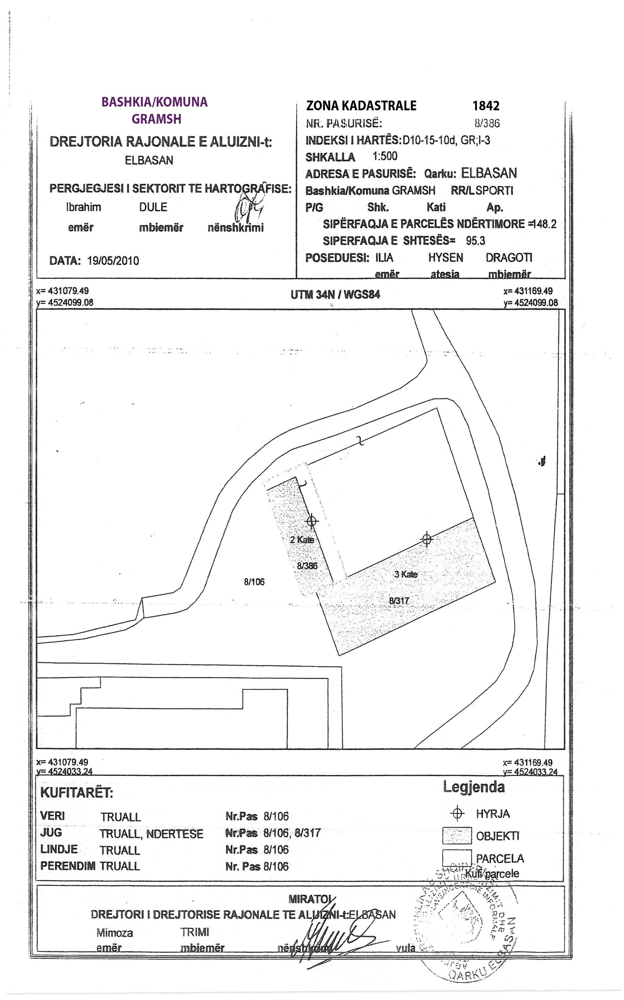 BASHKIA/KOMUNA
GRAMSH
DREJTORIA RAJONALE E ALUIZNI-t:
ELBASAN
PERGJEGJESI I SEKTORIT TE HARTOGRAFISE:
Ibrahim DULE
emër mbiemër nënshkrimi
DATA: 19/05/2010
ZONA KADASTRALE 1842
NR. PASURISË: 8/386
INDEKSI I HARTËS: D10-15-10d, GR;I-3
SHKALLA 1:500
ADRESA E PASURISË: Qarku: ELBASAN
Bashkia/Komuna GRAMSH RR/L SPORTI
P/G Shk. Kati Ap.
SIPËRFAQJA E PARCELËS NDËRTIMORE =148.2
SIPERFAQJA E SHTESËS= 95.3
POSEDUESI: ILIA HYSEN DRAGOTI
emër atesia mbiemër
x= 431079.49
y= 4524099.08
UTM 34N / WGS84
x= 431169.49
y= 4524099.08
2 Kate
8/386
8/106
3 Kate
8/317
x= 431079.49
y= 4524033.24
x= 431169.49
y= 4524033.24
KUFITARËT:
VERI TRUALL Nr.Pas 8/106
JUG TRUALL, NDERTESE Nr.Pas 8/106, 8/317
LINDJE TRUALL Nr.Pas 8/106
PERENDIM TRUALL Nr. Pas 8/106
Legjenda
HYRJA
OBJEKTI
PARCELA
Kufi parcele
MIRATOI
DREJTORI I DREJTORISE RAJONALE TE ALUIZNI-t:ELBASAN
Mimoza TRIMI
emër mbiemër nënshkrimi vula
QARKU ELBASAN